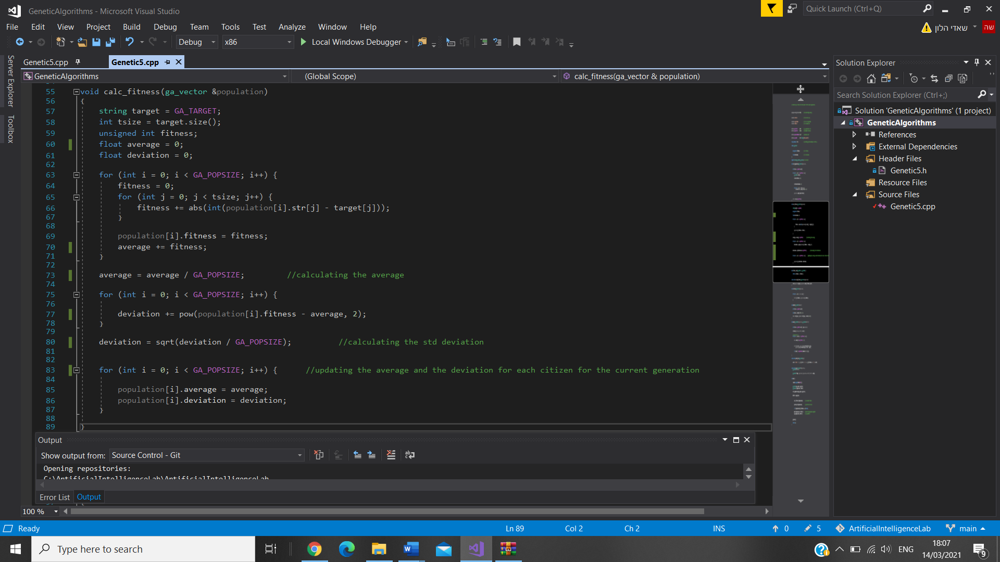 GeneticAlgorithms - Microsoft Visual Studio
Quick Launch (Ctrl+Q)
File Edit View Project Build Debug Team Tools Test Analyze Window Help
שאדי הלון
שה
Debug x86 Local Windows Debugger
Server Explorer
Toolbox
Genetic5.cpp Genetic5.cpp
GeneticAlgorithms (Global Scope) calc_fitness(ga_vector & population)
55 void calc_fitness(ga_vector &population)
56 {
57 string target = GA_TARGET;
58 int tsize = target.size();
59 unsigned int fitness;
60 float average = 0;
61 float deviation = 0;
62
63 for (int i = 0; i < GA_POPSIZE; i++) {
64 fitness = 0;
65 for (int j = 0; j < tsize; j++) {
66 fitness += abs(int(population[i].str[j] - target[j]));
67 }
68
69 population[i].fitness = fitness;
70 average += fitness;
71 }
72
73 average = average / GA_POPSIZE; //calculating the average
74
75 for (int i = 0; i < GA_POPSIZE; i++) {
76
77 deviation += pow(population[i].fitness - average, 2);
78 }
79
80 deviation = sqrt(deviation / GA_POPSIZE); //calculating the std deviation
81
82
83 for (int i = 0; i < GA_POPSIZE; i++) { //updating the average and the deviation for each citizen for the current generation
84
85 population[i].average = average;
86 population[i].deviation = deviation;
87 }
88
89 }
Output
Show output from: Source Control - Git
Opening repositories:
C:\ArtificialIntelligenceLab\ArtificialIntelligenceLab
Error List Output
100 %
Solution Explorer
Search Solution Explorer (Ctrl+;)
Solution 'GeneticAlgorithms' (1 project)
GeneticAlgorithms
References
External Dependencies
Header Files
Genetic5.h
Resource Files
Source Files
Genetic5.cpp
Ready Ln 89 Col 2 Ch 2 INS 0 5 ArtificialIntelligenceLab main
Type here to search
ENG
18:07
14/03/2021
9